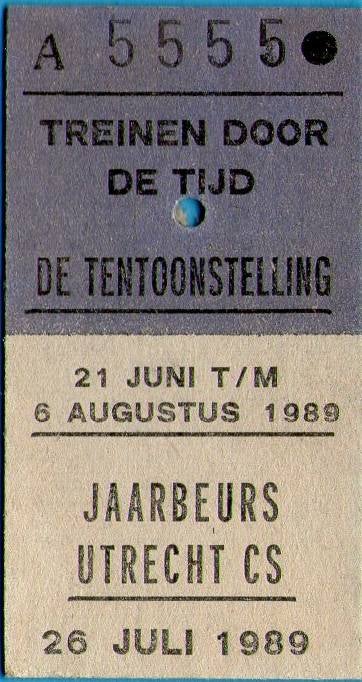 A 5555●
TREINEN DOOR
DE TIJD
DE TENTOONSTELLING
21 JUNI T/M
6 AUGUSTUS 1989
JAARBEURS
UTRECHT CS
26 JULI 1989